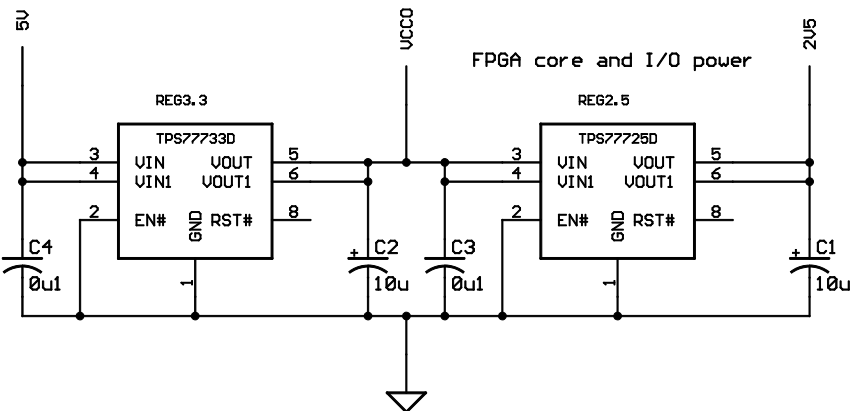 5V
VCCO
2V5
FPGA core and I/O power
REG3.3
TPS77733D
3 VIN VOUT 5
4 VIN1 VOUT1 6
2 EN# GND RST# 8
1
C4
0u1
C2
10u
C3
0u1
REG2.5
TPS77725D
3 VIN VOUT 5
4 VIN1 VOUT1 6
2 EN# GND RST# 8
1
C1
10u
+
+